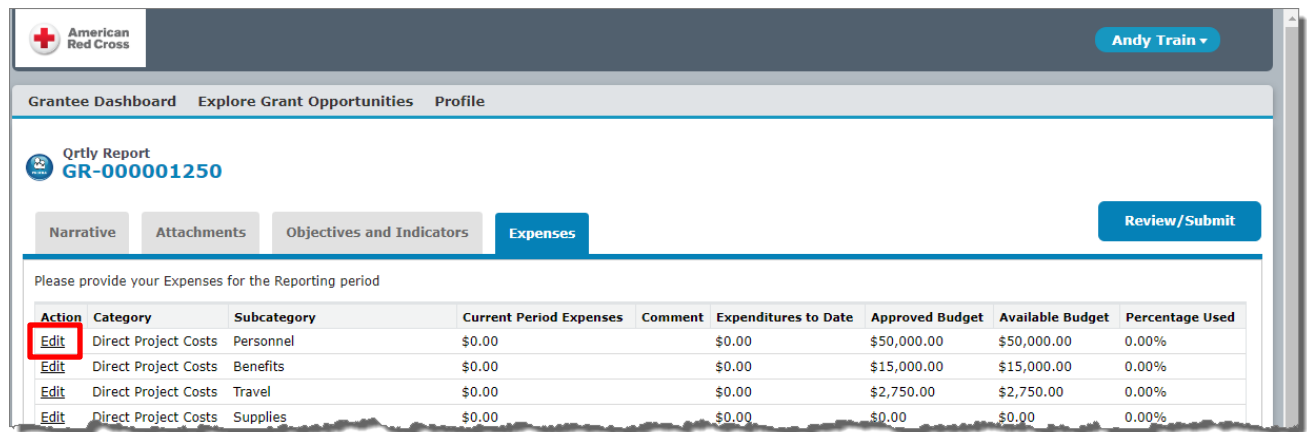 American
Red Cross
Andy Train
Grantee Dashboard Explore Grant Opportunities Profile
Qrtly Report
GR-000001250
Narrative Attachments Objectives and Indicators Expenses Review/Submit
Please provide your Expenses for the Reporting period
Action Category Subcategory Current Period Expenses Comment Expenditures to Date Approved Budget Available Budget Percentage Used
Edit Direct Project Costs Personnel $0.00 $0.00 $50,000.00 $50,000.00 0.00%
Edit Direct Project Costs Benefits $0.00 $0.00 $15,000.00 $15,000.00 0.00%
Edit Direct Project Costs Travel $0.00 $0.00 $2,750.00 $2,750.00 0.00%
Edit Direct Project Costs Supplies $0.00 $0.00 $0.00 $0.00 0.00%